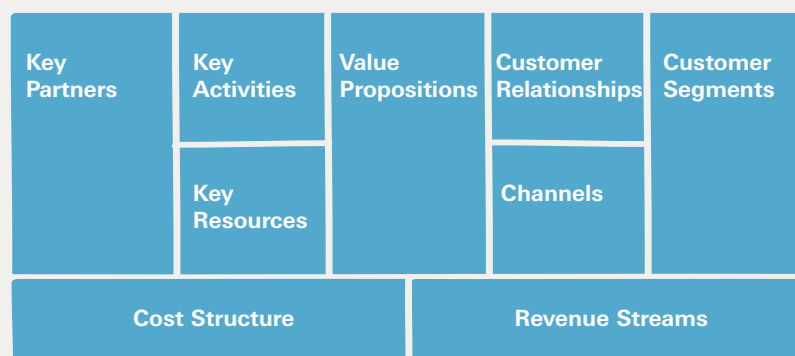 Key
Partners
Key
Activities
Key
Resources
Value
Propositions
Customer
Relationships
Channels
Customer
Segments
Cost Structure
Revenue Streams